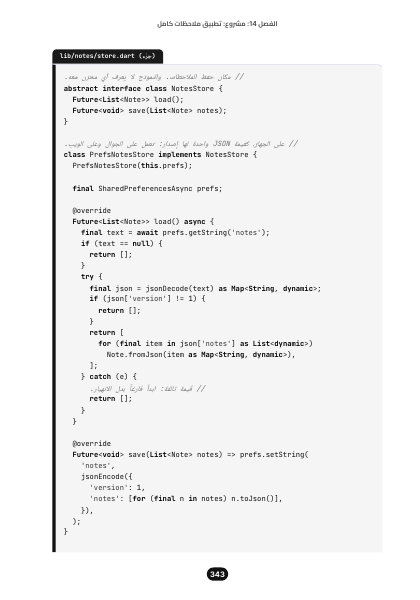 الفصل 14: مشروع: تطبيق ملاحظات كامل
lib/notes/store.dart (جزء)
// مكان حفظ الملاحظات. والنموذج لا يعرف أي مخزن معه.
abstract interface class NotesStore {
  Future<List<Note>> load();
  Future<void> save(List<Note> notes);
}
// على الجهاز، كقيمة JSON واحدة لها إصدار: تعمل على الجوال وعلى الويب.
class PrefsNotesStore implements NotesStore {
  PrefsNotesStore(this.prefs);
  final SharedPreferencesAsync prefs;
  @override
  Future<List<Note>> load() async {
    final text = await prefs.getString('notes');
    if (text == null) {
      return [];
    }
    try {
      final json = jsonDecode(text) as Map<String, dynamic>;
      if (json['version'] != 1) {
        return [];
      }
      return [
        for (final item in json['notes'] as List<dynamic>)
          Note.fromJson(item as Map<String, dynamic>),
      ];
    } catch (e) {
      // قيمة تالفة: ابدأ فارغاً بدل الانهيار.
      return [];
    }
  }
  @override
  Future<void> save(List<Note> notes) => prefs.setString(
    'notes',
    jsonEncode({
      'version': 1,
      'notes': [for (final n in notes) n.toJson()],
    }),
  );
}
343